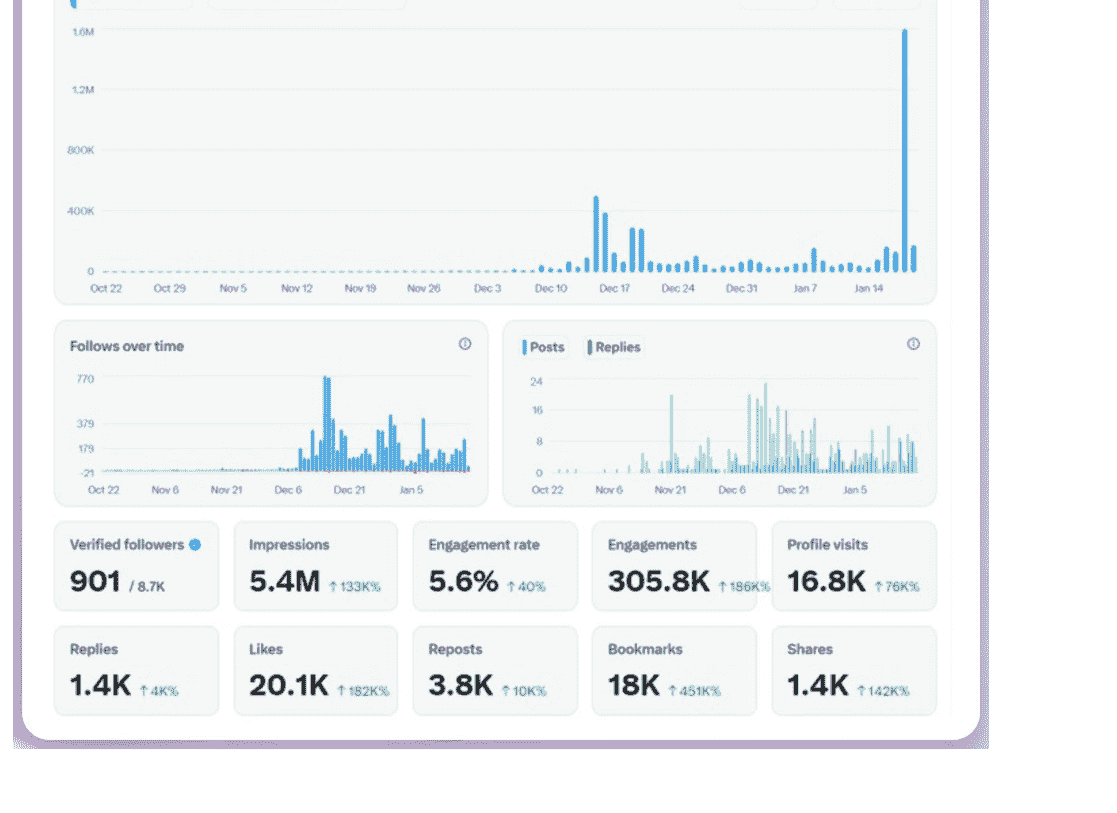 1.6M
1.2M
800K
400K
0
Oct 22 Oct 29 Nov 5 Nov 12 Nov 19 Nov 26 Dec 3 Dec 10 Dec 17 Dec 24 Dec 31 Jan 7 Jan 14
Follows over time
770
379
179
-21
Oct 22 Nov 6 Nov 21 Dec 6 Dec 21 Jan 5
Posts Replies
24
16
8
0
Oct 22 Nov 6 Nov 21 Dec 6 Dec 21 Jan 5
Verified followers Impressions Engagement rate Engagements Profile visits
901 / 8.7K 5.4M ↑ 133K% 5.6% ↑ 40% 305.8K ↑ 186K% 16.8K ↑ 76K%
Replies Likes Reposts Bookmarks Shares
1.4K ↑ 4K% 20.1K ↑ 182K% 3.8K ↑ 10K% 18K ↑ 451K% 1.4K ↑ 142K%